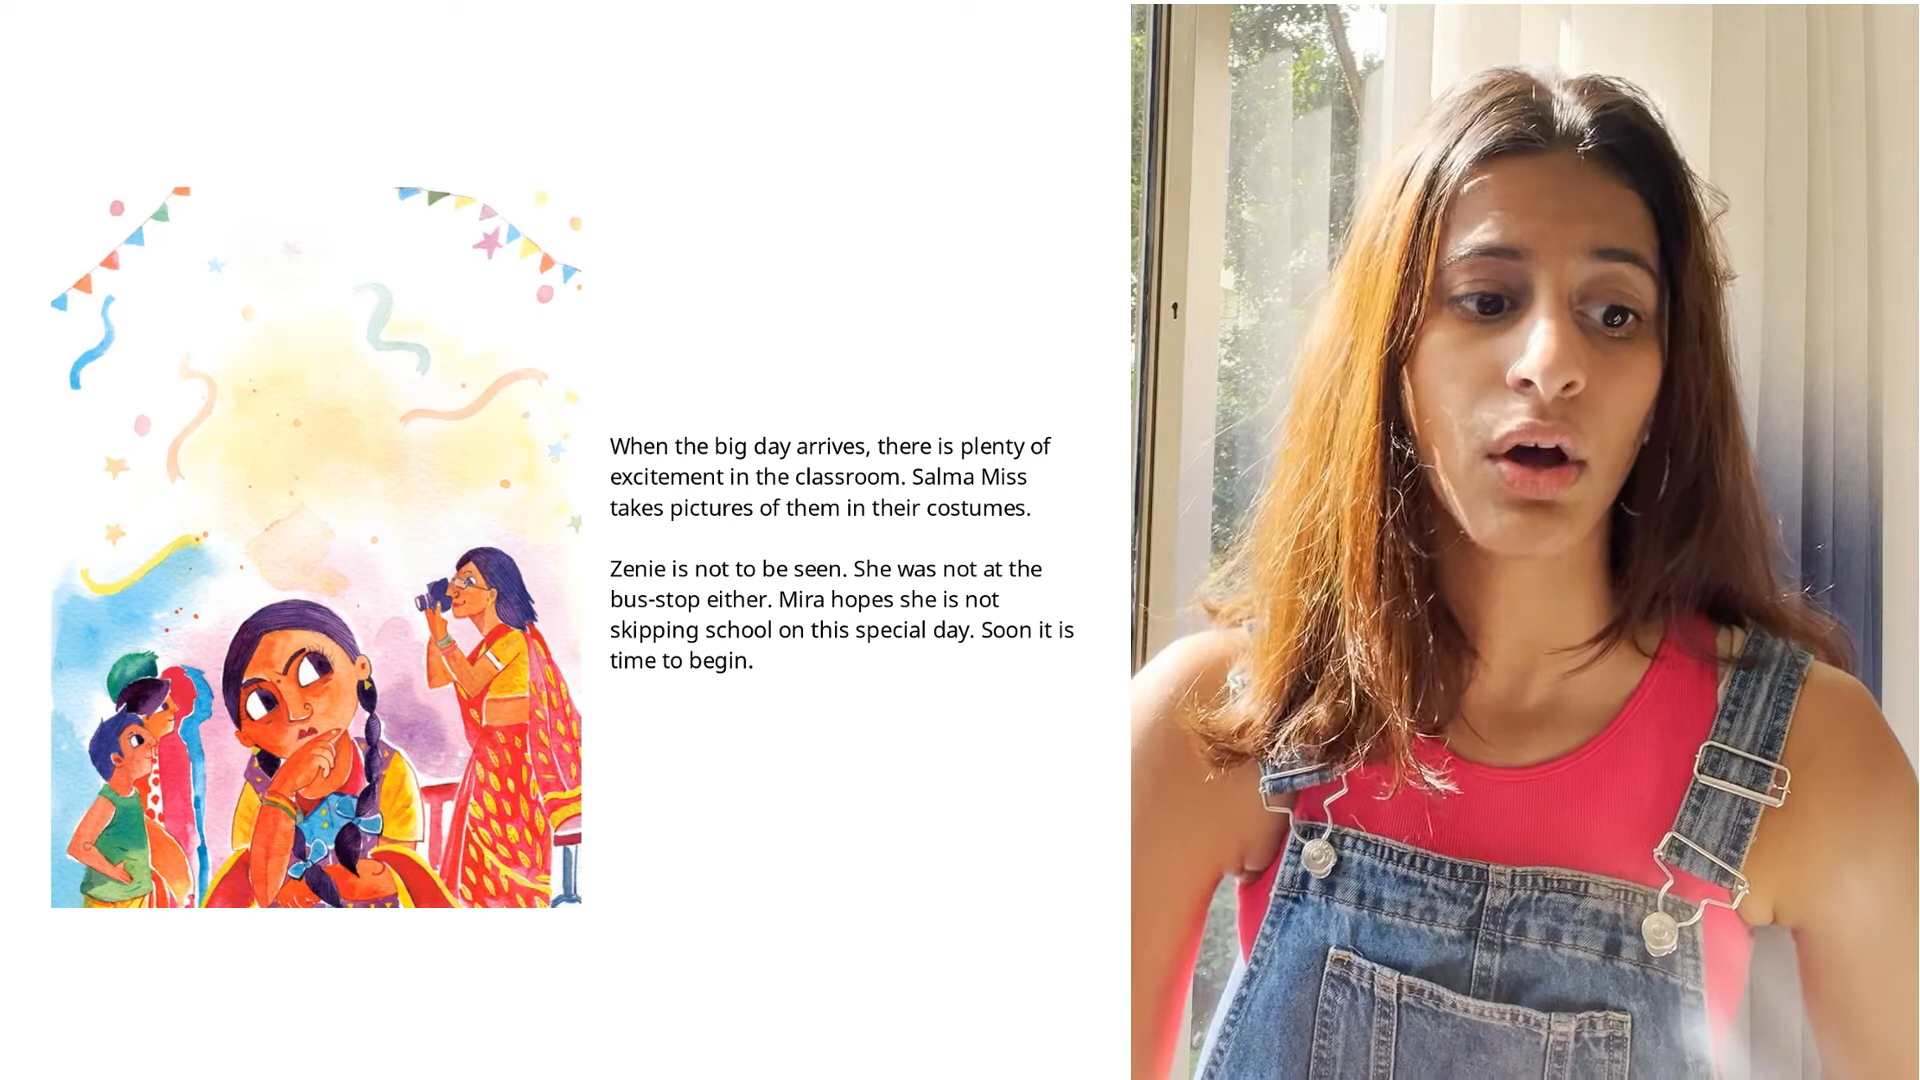 When the big day arrives, there is plenty of
excitement in the classroom. Salma Miss
takes pictures of them in their costumes.
Zenie is not to be seen. She was not at the
bus-stop either. Mira hopes she is not
skipping school on this special day. Soon it is
time to begin.